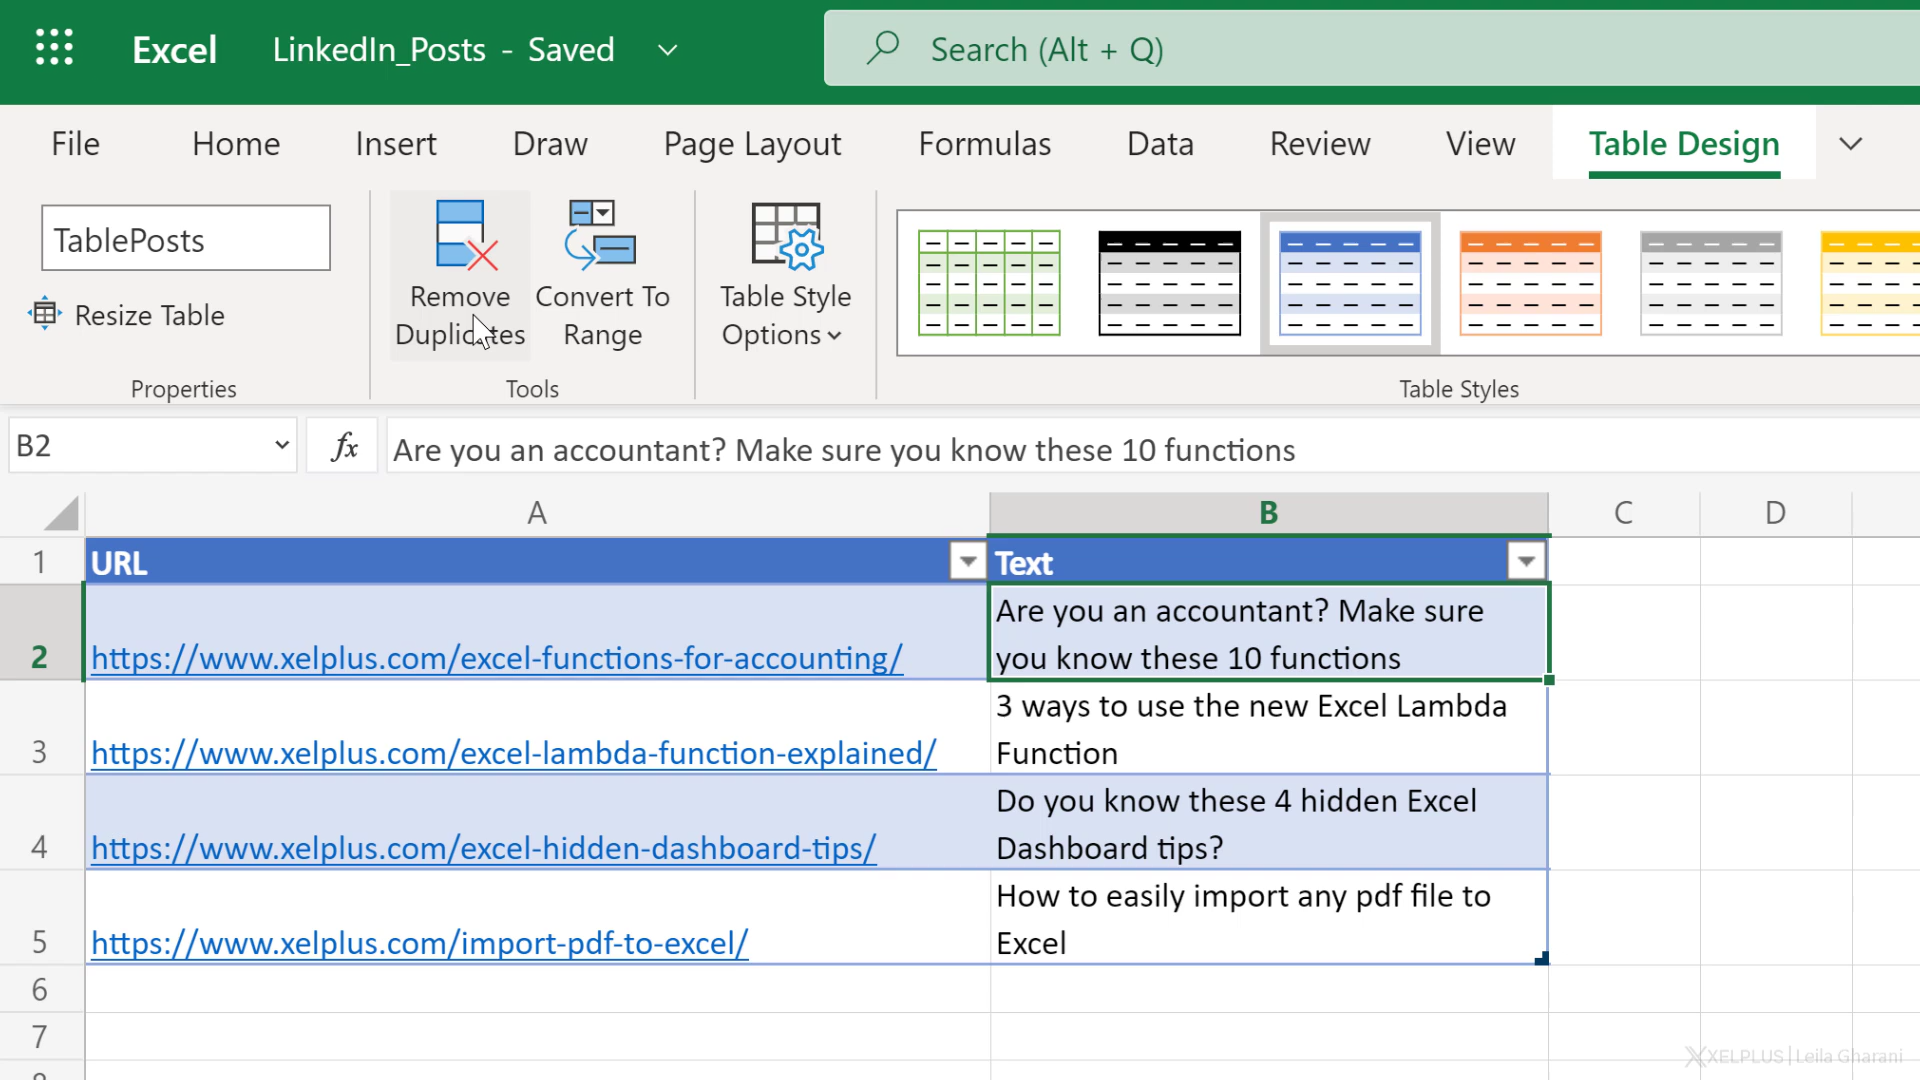 Excel LinkedIn_Posts - Saved Search (Alt + Q)
File Home Insert Draw Page Layout Formulas Data Review View Table Design
TablePosts
Resize Table
Properties
Remove
Duplicates
Convert To
Range
Tools
Table Style
Options
Table Styles
B2 fx Are you an accountant? Make sure you know these 10 functions
A B C D
1 URL Text
2 https://www.xelplus.com/excel-functions-for-accounting/ Are you an accountant? Make sure
you know these 10 functions
3 https://www.xelplus.com/excel-lambda-function-explained/ 3 ways to use the new Excel Lambda
Function
4 https://www.xelplus.com/excel-hidden-dashboard-tips/ Do you know these 4 hidden Excel
Dashboard tips?
5 https://www.xelplus.com/import-pdf-to-excel/ How to easily import any pdf file to
Excel
6
7
XELPLUS | Leila Gharani